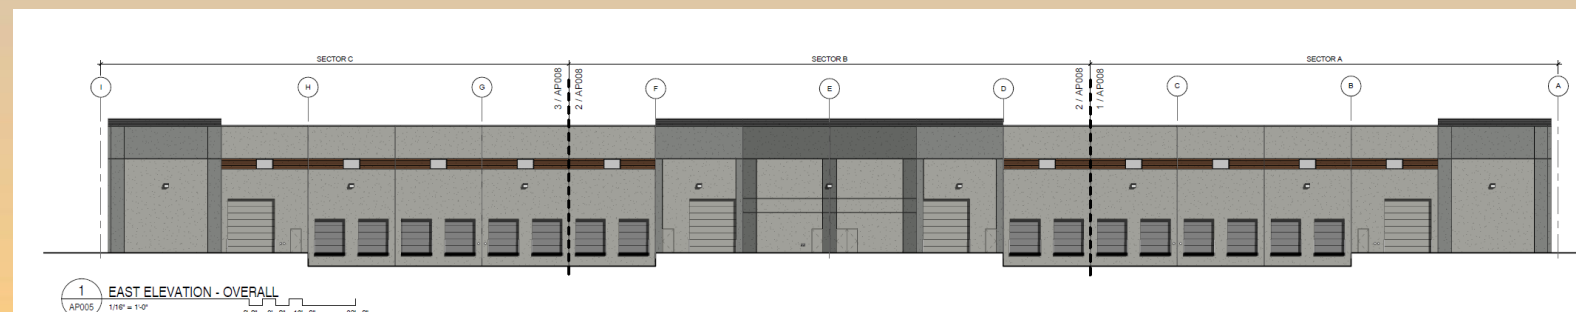 SECTOR C
SECTOR B
SECTOR A
I
H
G
3 / AP008
2 / AP008
F
E
D
2 / AP008
1 / AP008
C
B
A
1
EAST ELEVATION - OVERALL
AP005
1/16" = 1'-0"